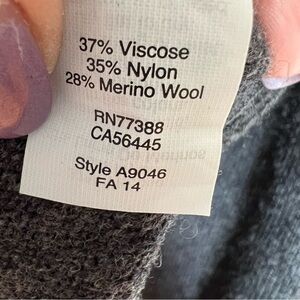 37% Viscose
35% Nylon
28% Merino Wool
RN77388
CA56445
Style A9046
FA 14